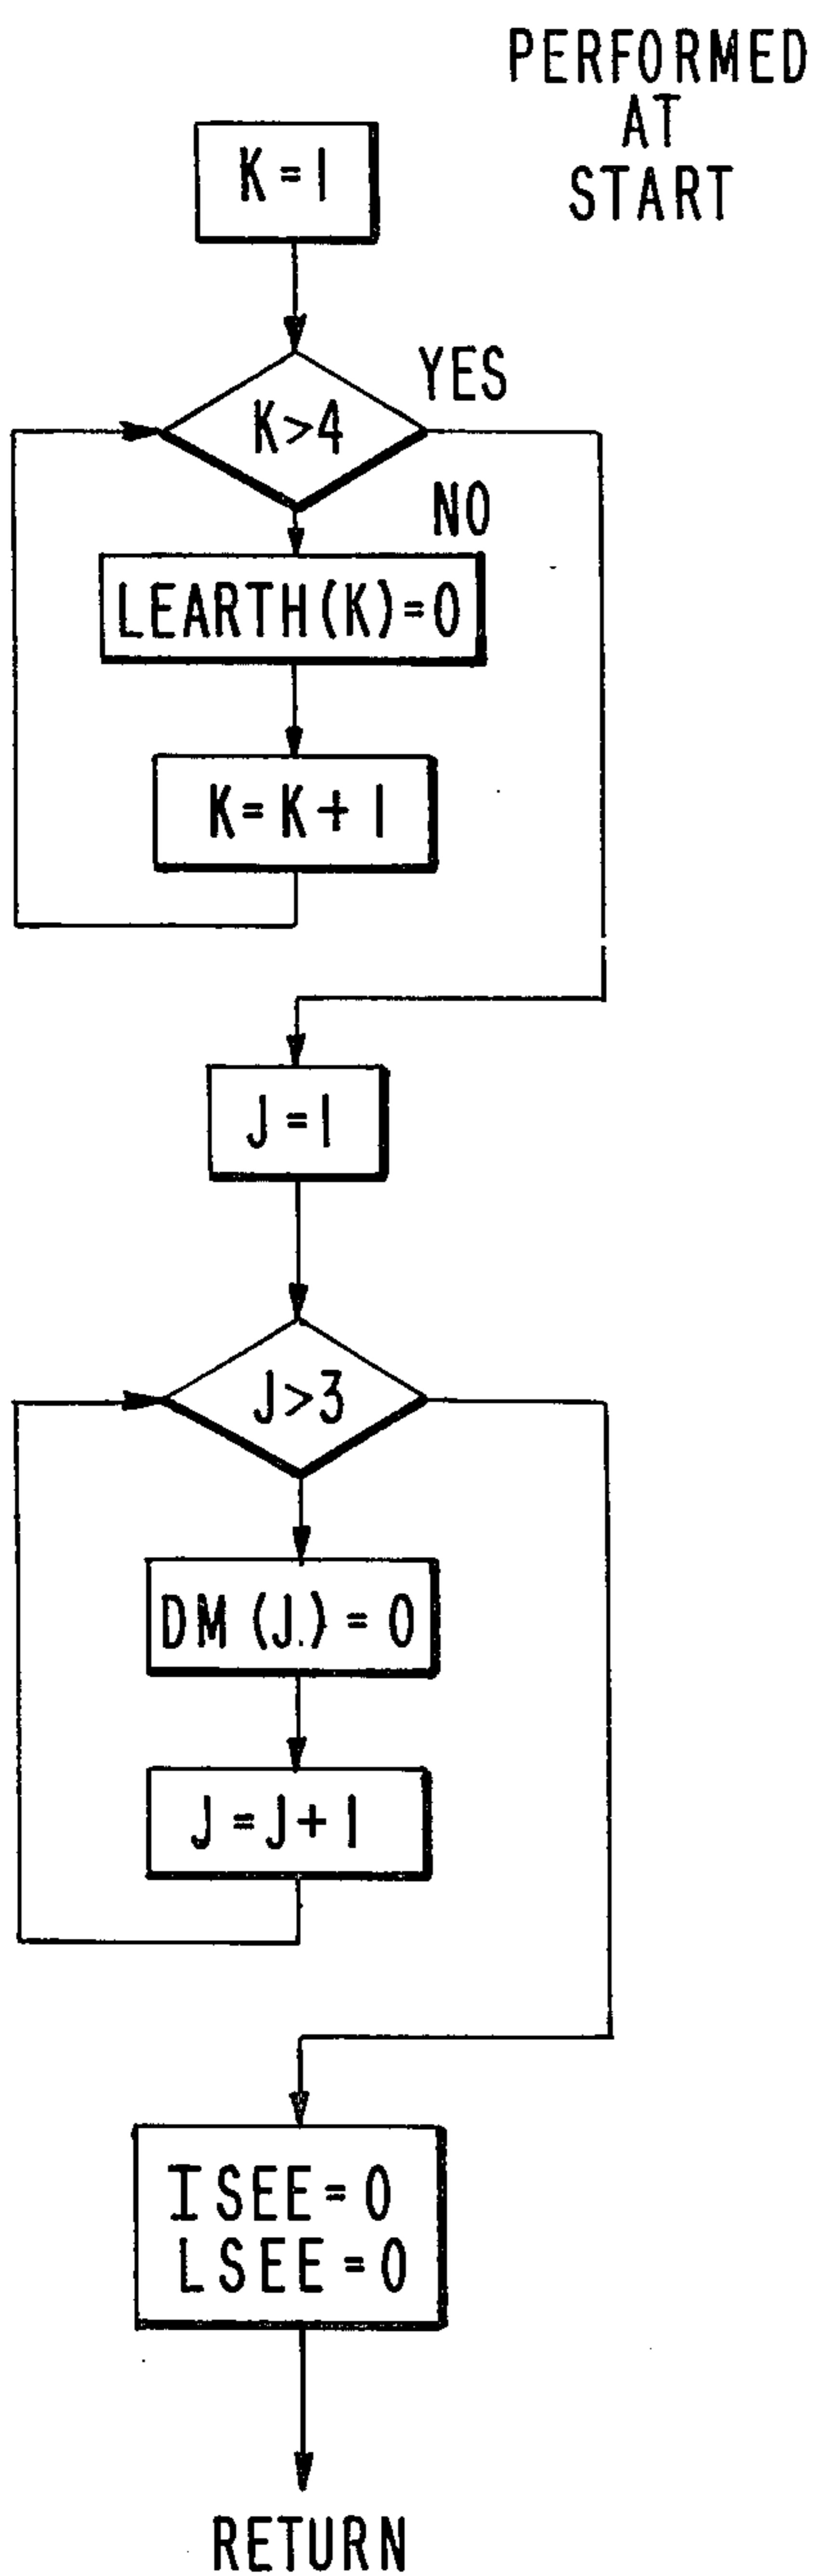 PERFORMED
AT
START
K=1
K>4
YES
NO
LEARTH(K)=0
K=K+1
J=1
J>3
DM (J.) = 0
J=J+1
ISEE=0
LSEE=0
RETURN